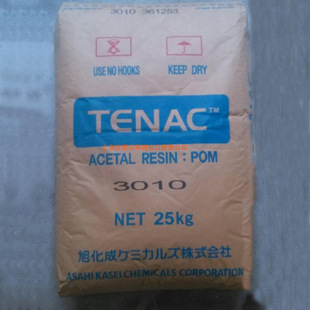 3010 361253
USE NO HOOKS
KEEP DRY
TENAC™
ACETAL RESIN : POM
3010
NET 25kg
旭化成ケミカルズ株式会社
ASAHI KASEI CHEMICALS CORPORATION